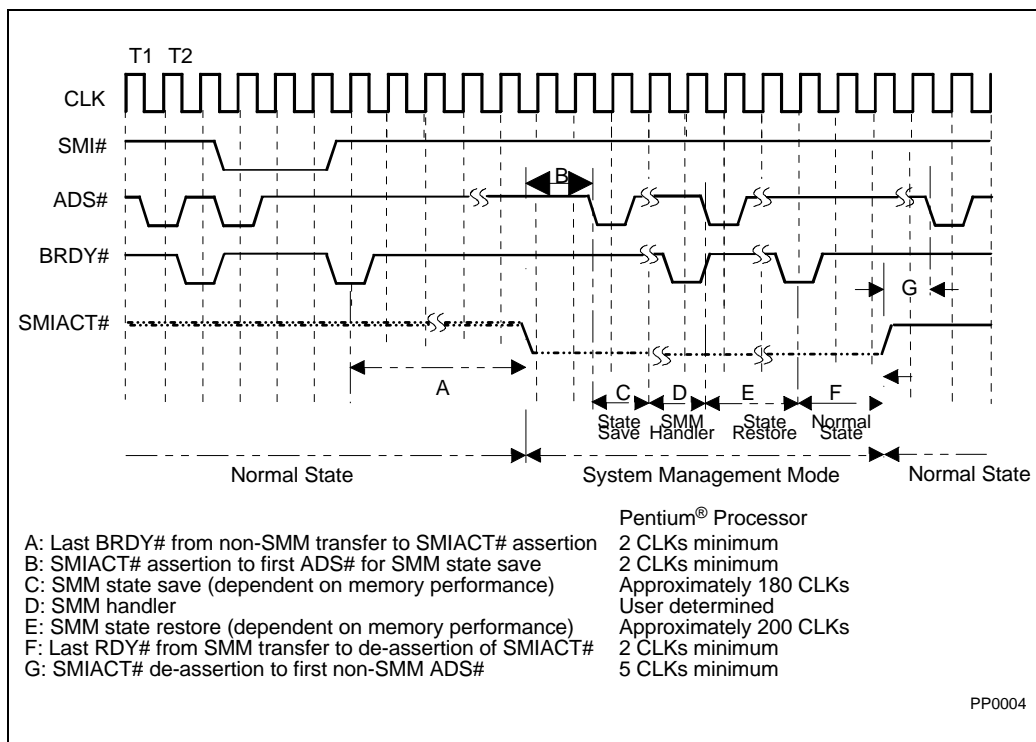 T1 T2
CLK
SMI#
B
ADS#
BRDY#
G
SMIACT#
A
C D E F
State Save
SMM Handler
State Restore
Normal State
Normal State
System Management Mode
Normal State
Pentium® Processor
A: Last BRDY# from non-SMM transfer to SMIACT# assertion 2 CLKs minimum
B: SMIACT# assertion to first ADS# for SMM state save 2 CLKs minimum
C: SMM state save (dependent on memory performance) Approximately 180 CLKs
D: SMM handler User determined
E: SMM state restore (dependent on memory performance) Approximately 200 CLKs
F: Last RDY# from SMM transfer to de-assertion of SMIACT# 2 CLKs minimum
G: SMIACT# de-assertion to first non-SMM ADS# 5 CLKs minimum
PP0004